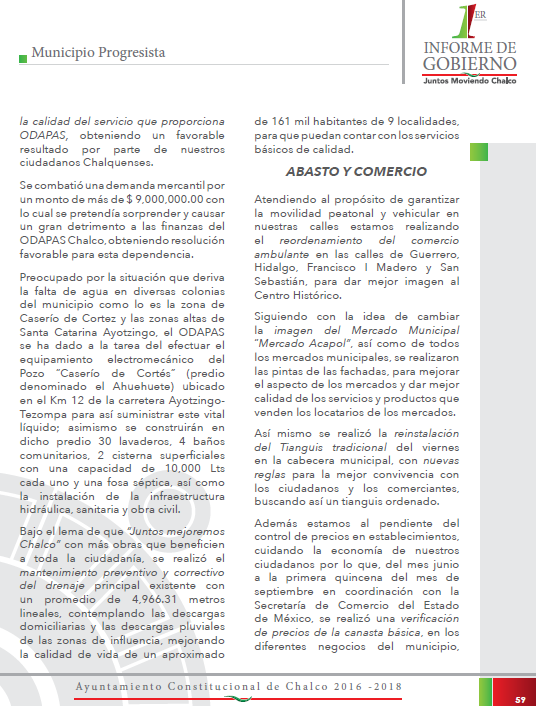 Municipio Progresista
1ER
INFORME DE
GOBIERNO
Juntos Moviendo Chalco
la calidad del servicio que proporciona
ODAPAS, obteniendo un favorable
resultado por parte de nuestros
ciudadanos Chalquenses.
Se combatió una demanda mercantil por
un monto de más de $ 9,000,000.00 con
lo cual se pretendía sorprender y causar
un gran detrimento a las finanzas del
ODAPAS Chalco, obteniendo resolución
favorable para esta dependencia.
Preocupado por la situación que deriva
la falta de agua en diversas colonias
del municipio como lo es la zona de
Caserío de Cortez y las zonas altas de
Santa Catarina Ayotzingo, el ODAPAS
se ha dado a la tarea del efectuar el
equipamiento electromecánico del
Pozo “Caserío de Cortés” (predio
denominado el Ahuehuete) ubicado
en el Km 12 de la carretera Ayotzingo-
Tezompa para así suministrar este vital
líquido; asimismo se construirán en
dicho predio 30 lavaderos, 4 baños
comunitarios, 2 cisterna superficiales
con una capacidad de 10,000 Lts
cada uno y una fosa séptica, así como
la instalación de la infraestructura
hidráulica, sanitaria y obra civil.
Bajo el lema de que “Juntos mejoremos
Chalco” con más obras que beneficien
a toda la ciudadanía, se realizó el
mantenimiento preventivo y correctivo
del drenaje principal existente con
un promedio de 4,966.31 metros
lineales, contemplando las descargas
domiciliarias y las descargas pluviales
de las zonas de influencia, mejorando
la calidad de vida de un aproximado
de 161 mil habitantes de 9 localidades,
para que puedan contar con los servicios
básicos de calidad.
ABASTO Y COMERCIO
Atendiendo al propósito de garantizar
la movilidad peatonal y vehicular en
nuestras calles estamos realizando
el reordenamiento del comercio
ambulante en las calles de Guerrero,
Hidalgo, Francisco I Madero y San
Sebastián, para dar mejor imagen al
Centro Histórico.
Siguiendo con la idea de cambiar
la imagen del Mercado Municipal
“Mercado Acapol”, así como de todos
los mercados municipales, se realizaron
las pintas de las fachadas, para mejorar
el aspecto de los mercados y dar mejor
calidad de los servicios y productos que
venden los locatarios de los mercados.
Así mismo se realizó la reinstalación
del Tianguis tradicional del viernes
en la cabecera municipal, con nuevas
reglas para la mejor convivencia con
los ciudadanos y los comerciantes,
buscando así un tianguis ordenado.
Además estamos al pendiente del
control de precios en establecimientos,
cuidando la economía de nuestros
ciudadanos por lo que, del mes junio
a la primera quincena del mes de
septiembre en coordinación con la
Secretaría de Comercio del Estado
de México, se realizó una verificación
de precios de la canasta básica, en los
diferentes negocios del municipio,
Ayuntamiento Constitucional de Chalco 2016 -2018
59